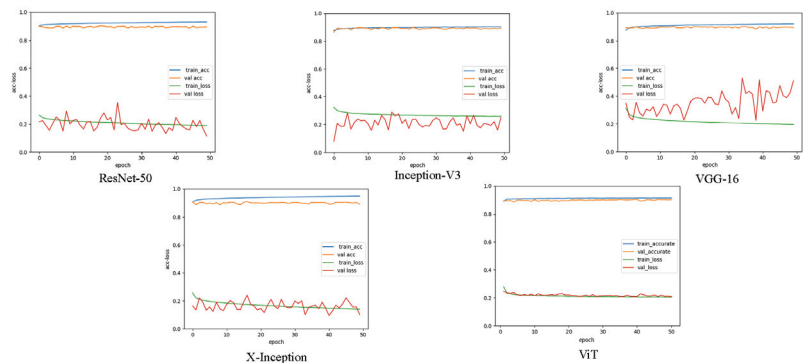 1.0
0.8
0.6
0.4
0.2
0.0
acc-loss
train_acc
val acc
train_loss
val loss
0 10 20 30 40 50
epoch
ResNet-50
1.0
0.8
0.6
0.4
0.2
0.0
acc-loss
train_acc
val acc
train_loss
val loss
0 10 20 30 40 50
epoch
Inception-V3
1.0
0.8
0.6
0.4
0.2
0.0
acc-loss
train_acc
val acc
train_loss
val loss
0 10 20 30 40 50
epoch
VGG-16
1.0
0.8
0.6
0.4
0.2
0.0
acc-loss
train_acc
val acc
train_loss
val loss
0 10 20 30 40 50
epoch
X-Inception
1.0
0.8
0.6
0.4
0.2
0.0
train_accurate
val_accurate
train_loss
val_loss
0 10 20 30 40 50
epoch
ViT